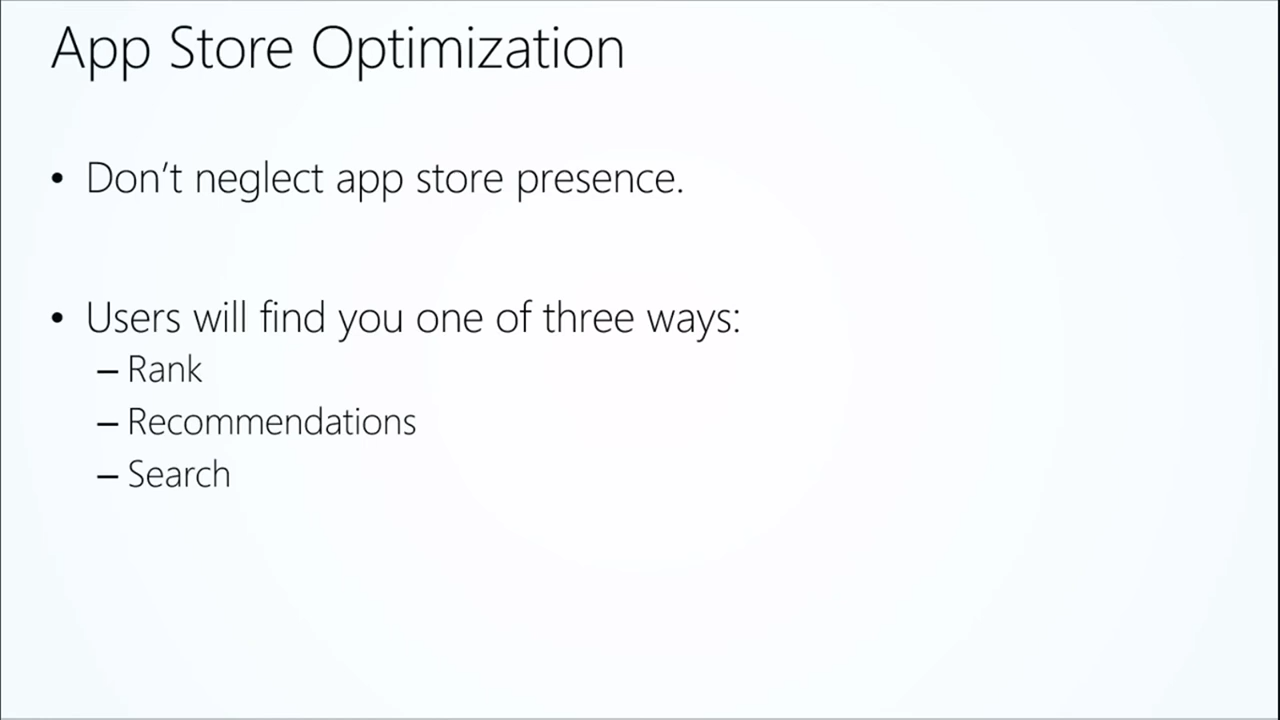 App Store Optimization
• Don't neglect app store presence.
• Users will find you one of three ways:
– Rank
– Recommendations
– Search